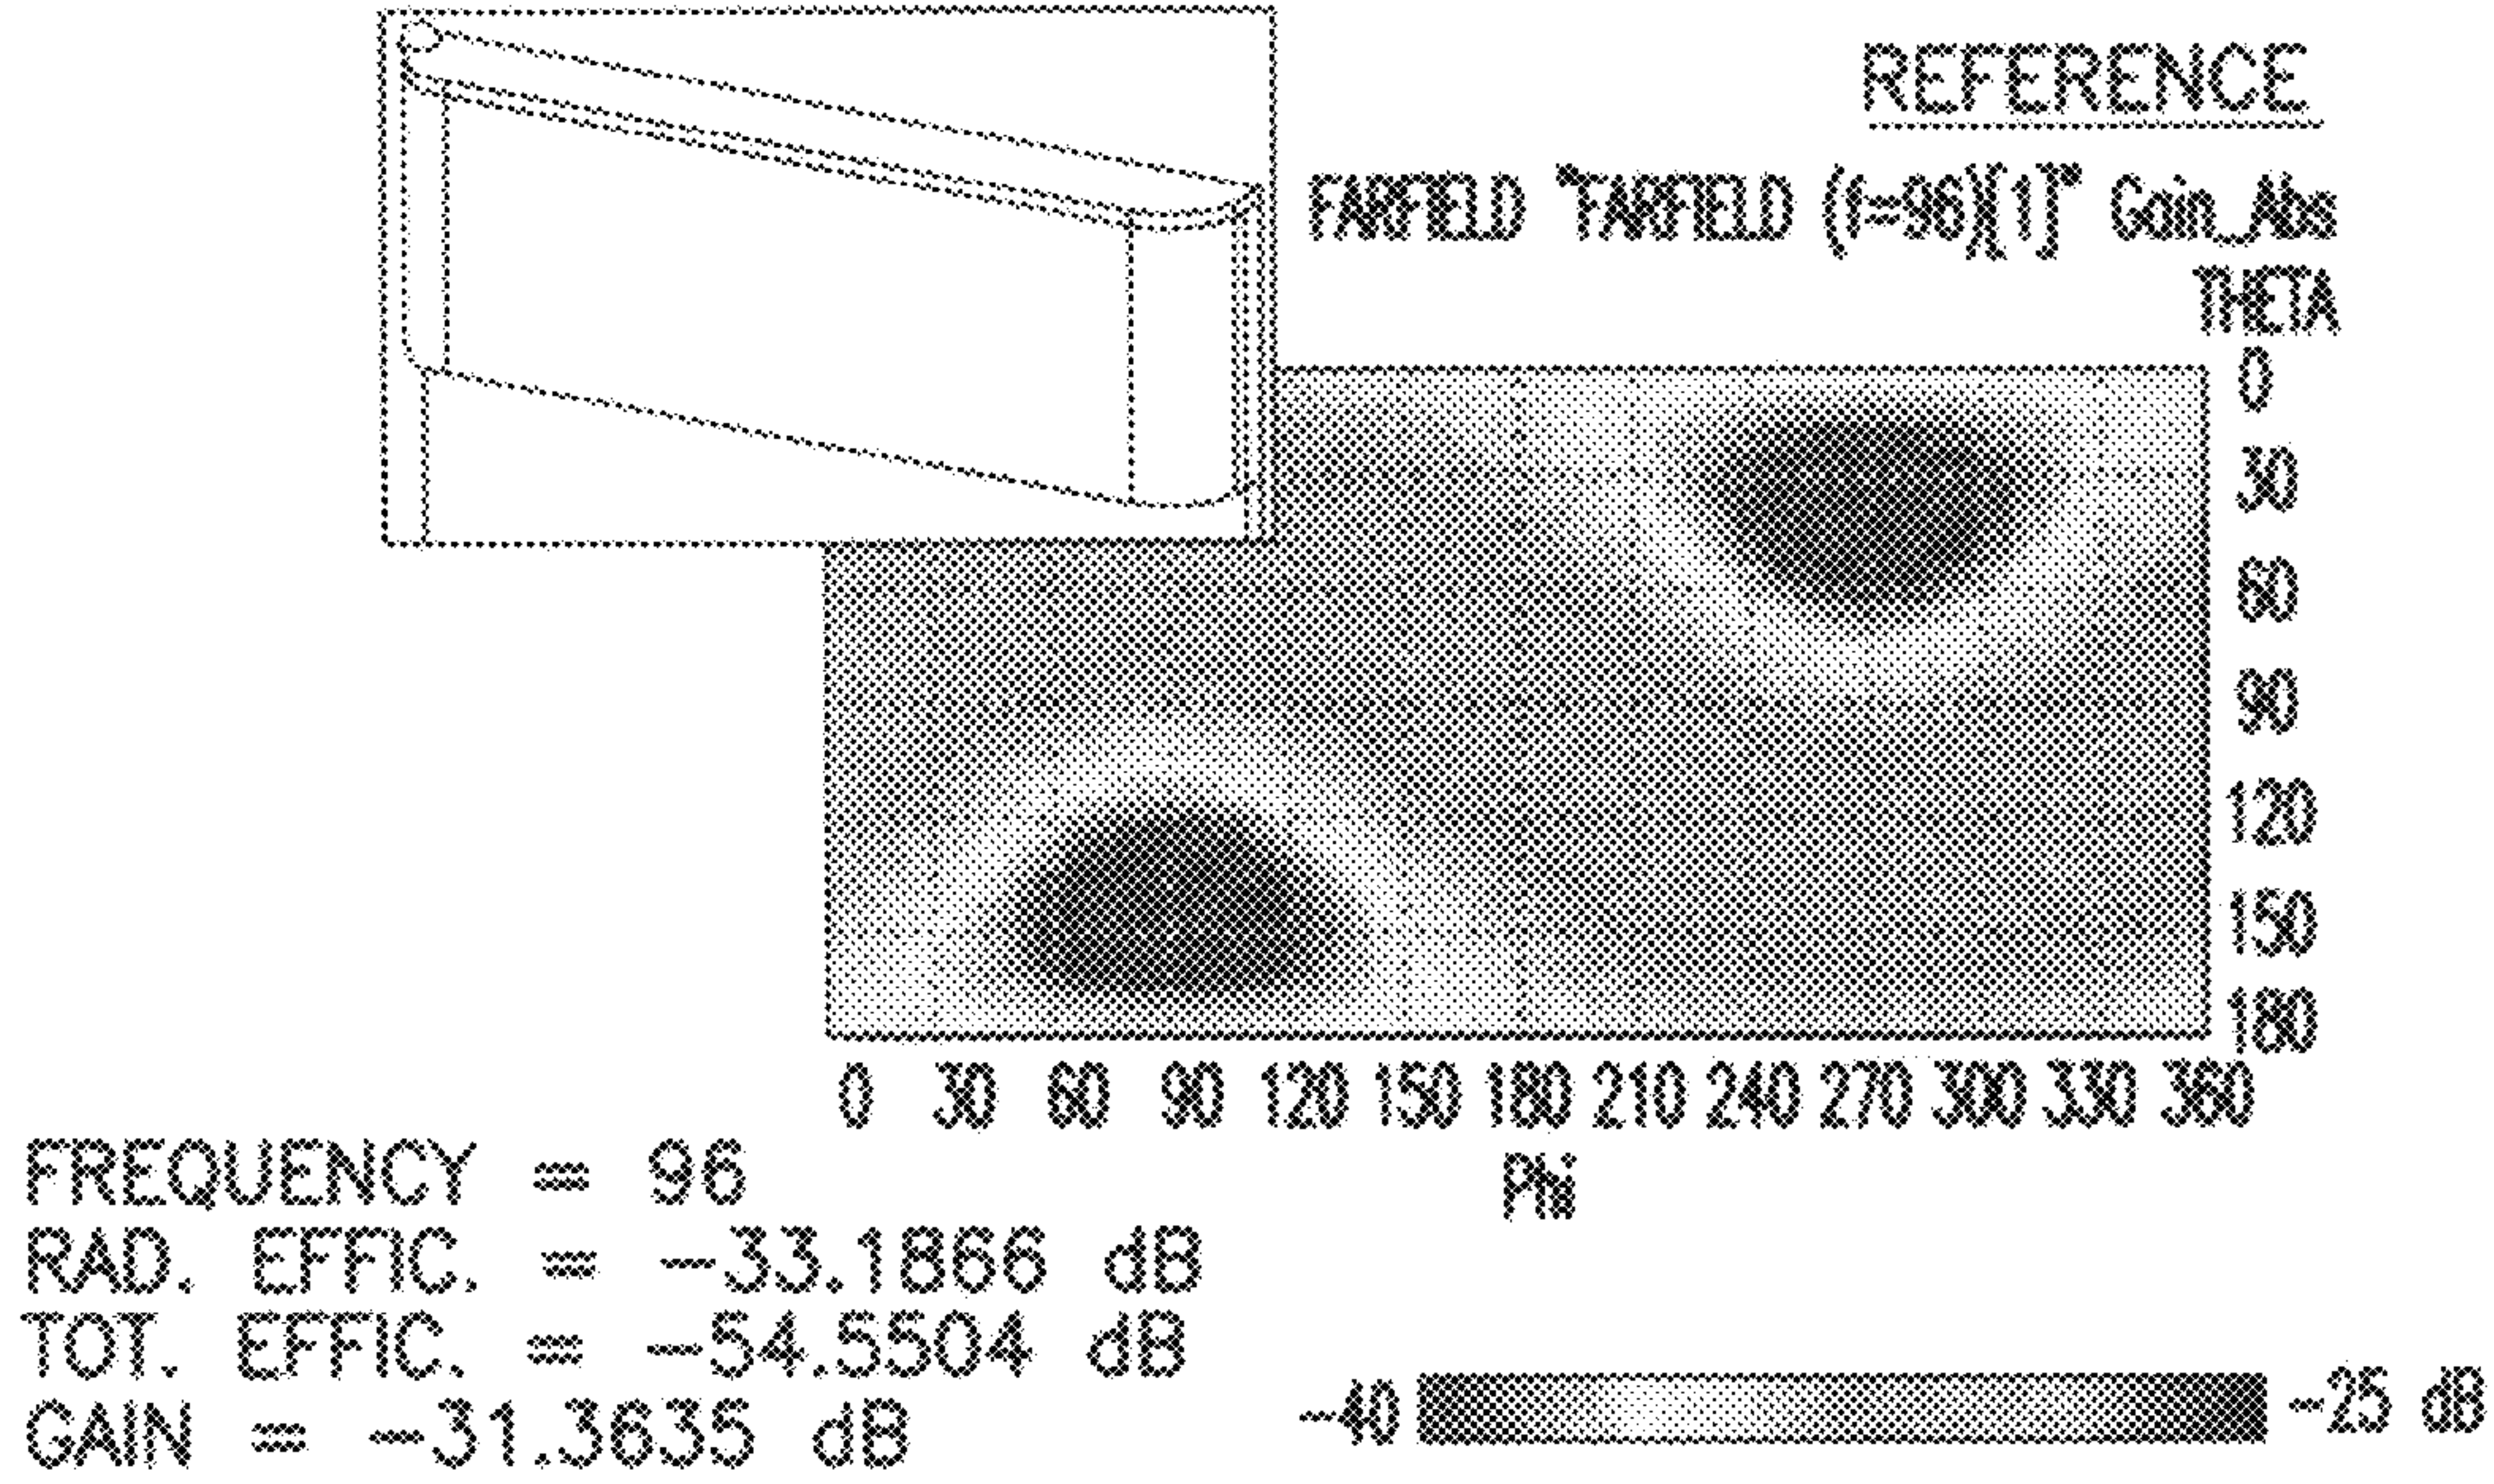 REFERENCE
FARFIELD "FARFIELD (f=96)[1]" Gain_Abs
THETA
0
30
60
90
120
150
180
0 30 60 90 120 150 180 210 240 270 300 330 360
Phi
FREQUENCY = 96
RAD. EFFIC. = -33.1866 dB
TOT. EFFIC. = -54.5504 dB
GAIN = -31.3635 dB
-40 -25 dB